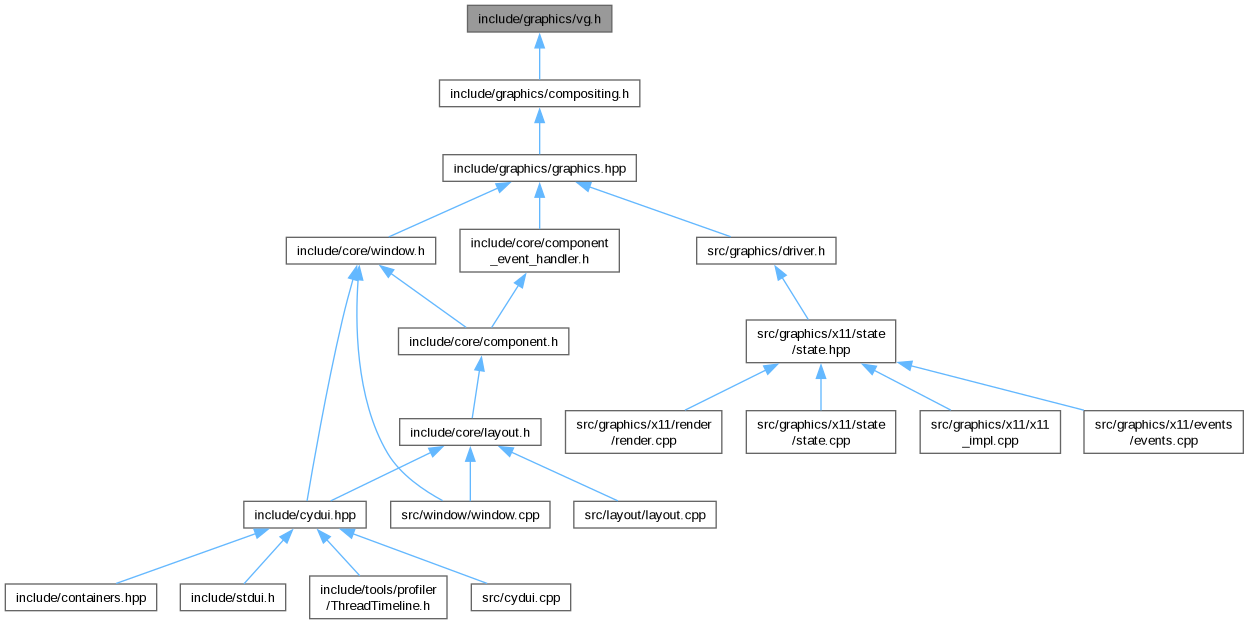 include/graphics/vg.h
include/graphics/compositing.h
include/graphics/graphics.hpp
include/core/window.h
include/core/component
_event_handler.h
src/graphics/driver.h
include/core/component.h
src/graphics/x11/state
/state.hpp
include/core/layout.h
src/graphics/x11/render
/render.cpp
src/graphics/x11/state
/state.cpp
src/graphics/x11/x11
_impl.cpp
src/graphics/x11/events
/events.cpp
include/cydui.hpp
src/window/window.cpp
src/layout/layout.cpp
include/containers.hpp
include/stdui.h
include/tools/profiler
/ThreadTimeline.h
src/cydui.cpp